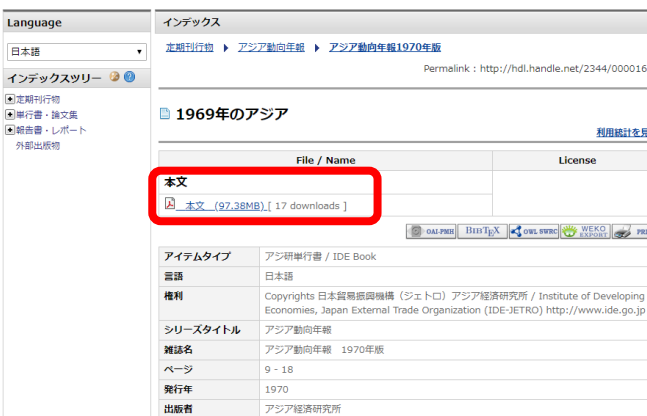 Language
日本語
インデックスツリー
定期刊行物
単行書・論文集
報告書・レポート
外部出版物
インデックス
定期刊行物 アジア動向年報 アジア動向年報1970年版
Permalink : http://hdl.handle.net/2344/000016
1969年のアジア
利用統計を見
File / Name License
本文
本文 (97.38MB) [ 17 downloads ]
OAI-PMH BIBTEX OWL SWRC WEKO EXPORT PRI
アイテムタイプ アジ研単行書 / IDE Book
言語 日本語
権利 Copyrights 日本貿易振興機構（ジェトロ）アジア経済研究所 / Institute of Developing
Economies, Japan External Trade Organization (IDE-JETRO) http://www.ide.go.jp
シリーズタイトル アジア動向年報
雑誌名 アジア動向年報 1970年版
ページ 9 - 18
発行年 1970
出版者 アジア経済研究所